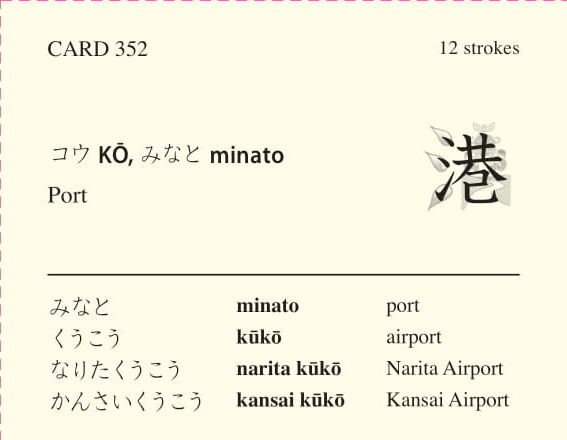 CARD 352
12 strokes
コウ KŌ, みなと minato
Port
港
みなと minato port
くうこう kūkō airport
なりたくうこう narita kūkō Narita Airport
かんさいくうこう kansai kūkō Kansai Airport